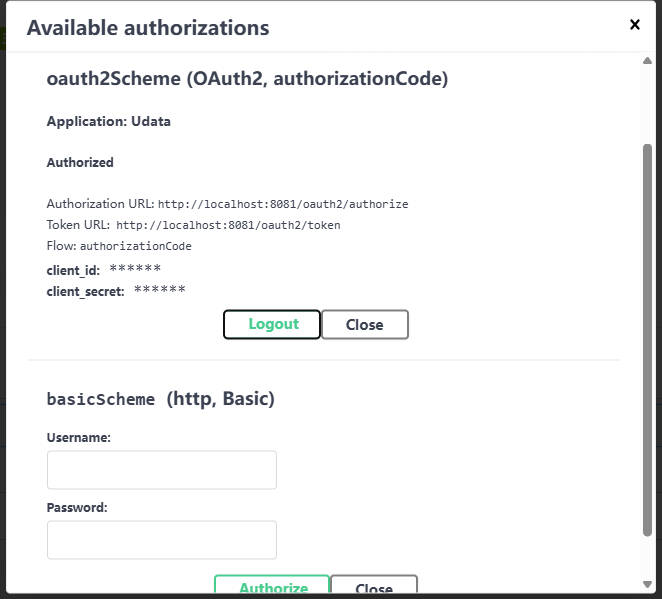 Available authorizations ×
oauth2Scheme (OAuth2, authorizationCode)
Application: Udata
Authorized
Authorization URL: http://localhost:8081/oauth2/authorize
Token URL: http://localhost:8081/oauth2/token
Flow: authorizationCode
client_id: ******
client_secret: ******
Logout Close
basicScheme (http, Basic)
Username:
Password:
Authorize Close